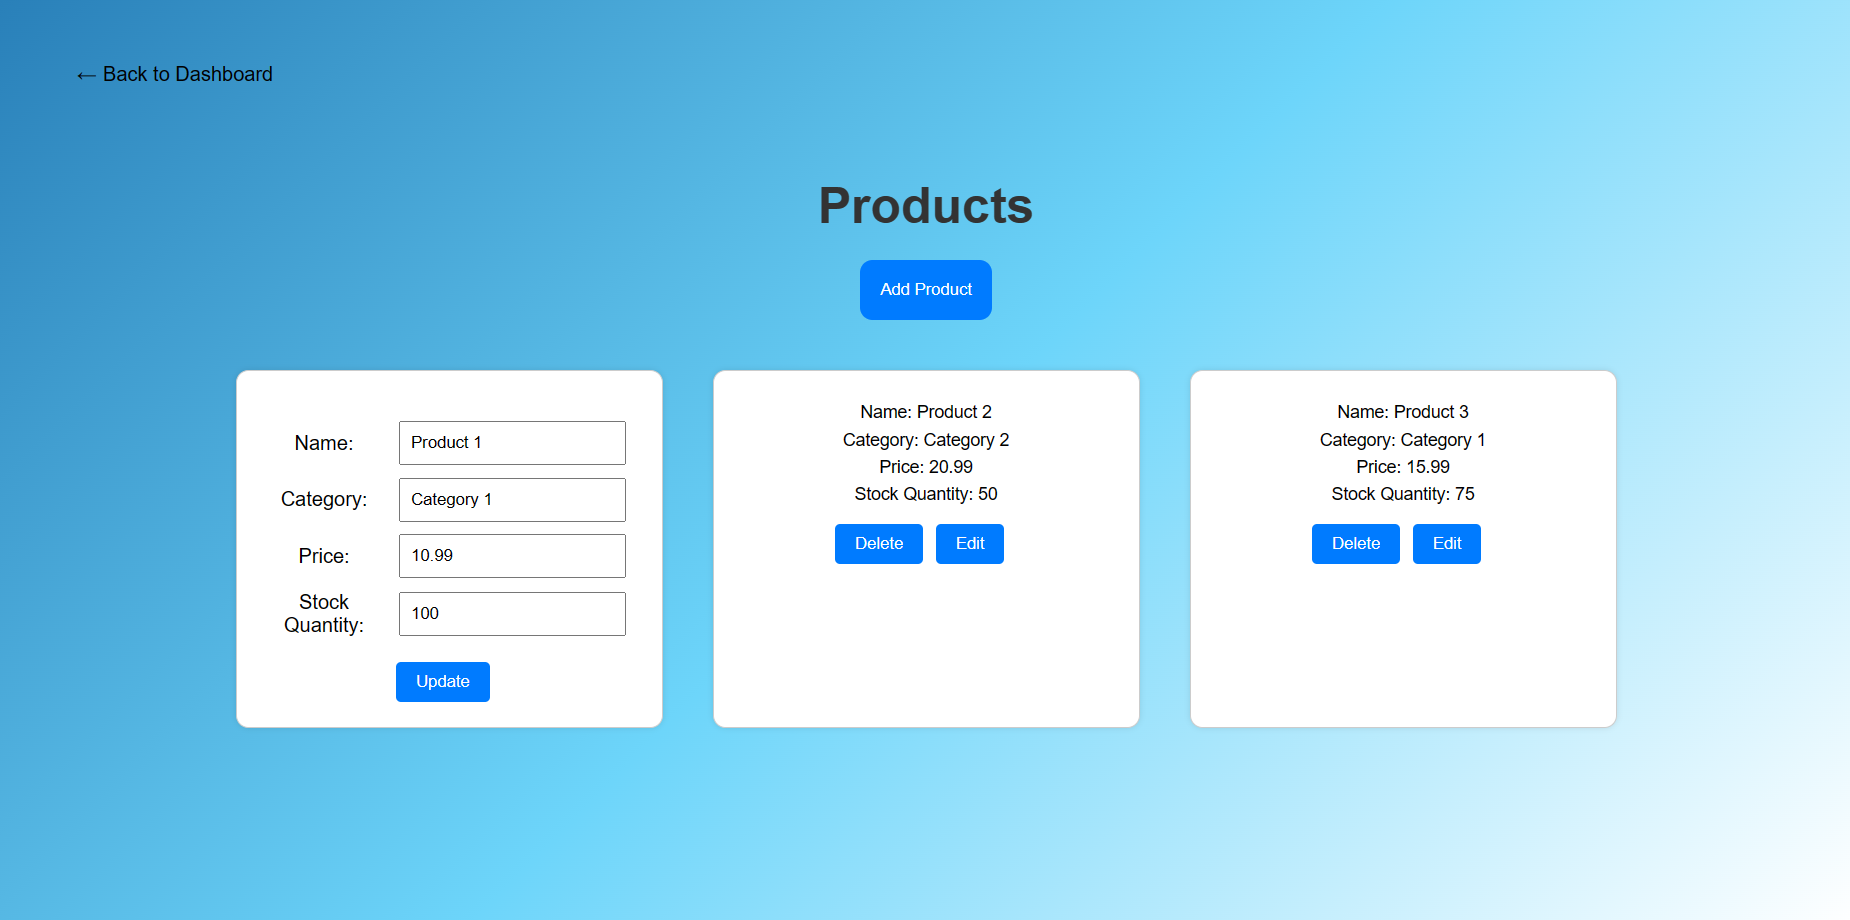 ← Back to Dashboard
Products
Add Product
Name: Product 1
Category: Category 1
Price: 10.99
Stock
Quantity: 100
Update
Name: Product 2
Category: Category 2
Price: 20.99
Stock Quantity: 50
Delete Edit
Name: Product 3
Category: Category 1
Price: 15.99
Stock Quantity: 75
Delete Edit